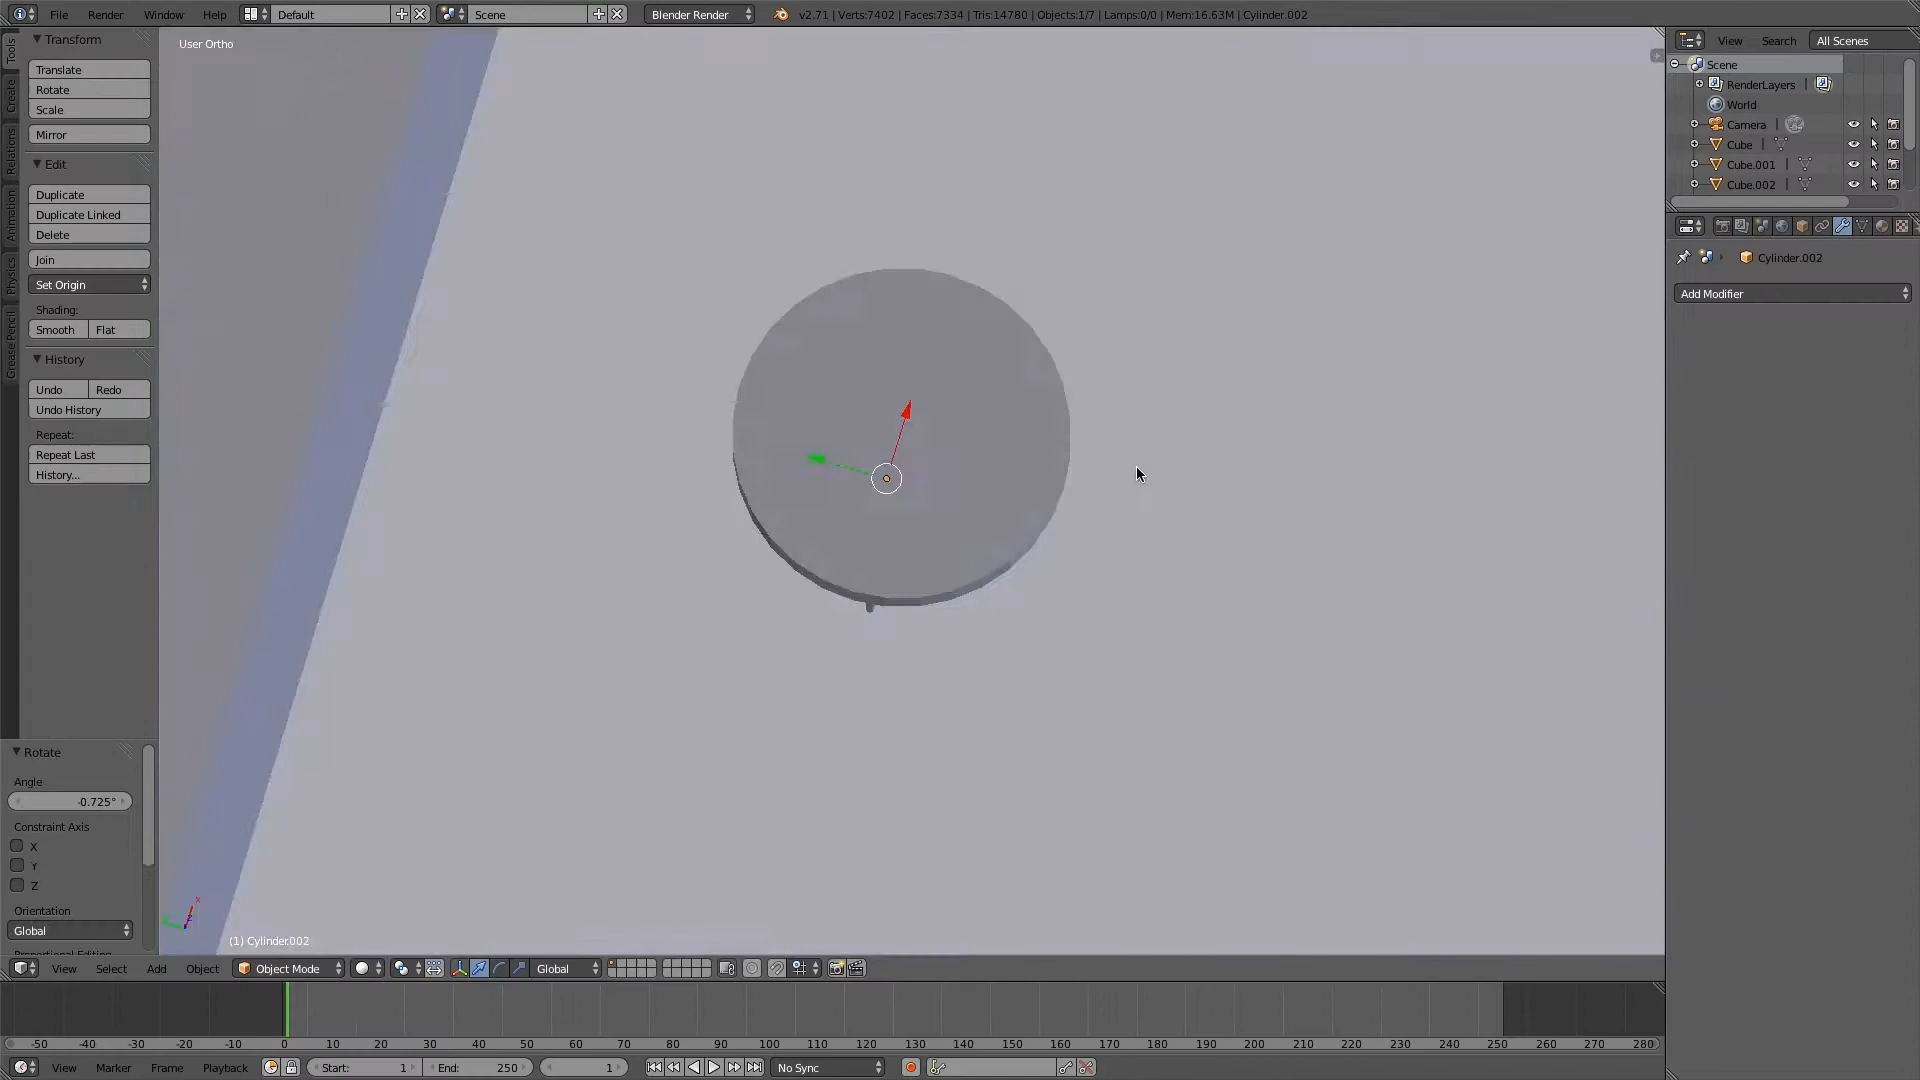 File Render Window Help Default Scene Blender Render v2.71 | Verts:7402 | Faces:7334 | Tris:14780 | Objects:1/7 | Lamps:0/0 | Mem:16.63M | Cylinder.002
Tools
Create
Relations
Animation
Physics
Grease Pencil
Transform
Translate
Rotate
Scale
Mirror
Edit
Duplicate
Duplicate Linked
Delete
Join
Set Origin
Shading:
Smooth Flat
History
Undo Redo
Undo History
Repeat:
Repeat Last
History...
Rotate
Angle
-0.725°
Constraint Axis
X
Y
Z
Orientation
Global
User Ortho
x
(1) Cylinder.002
View Select Add Object Object Mode Global
-50 -40 -30 -20 -10 0 10 20 30 40 50 60 70 80 90 100 110 120 130 140 150 160 170 180 190 200 210 220 230 240 250 260 270 280
View Marker Frame Playback Start: 1 End: 250 1 No Sync
View Search All Scenes
Scene
RenderLayers |
World
Camera |
Cube |
Cube.001 |
Cube.002 |
Cylinder.002
Add Modifier